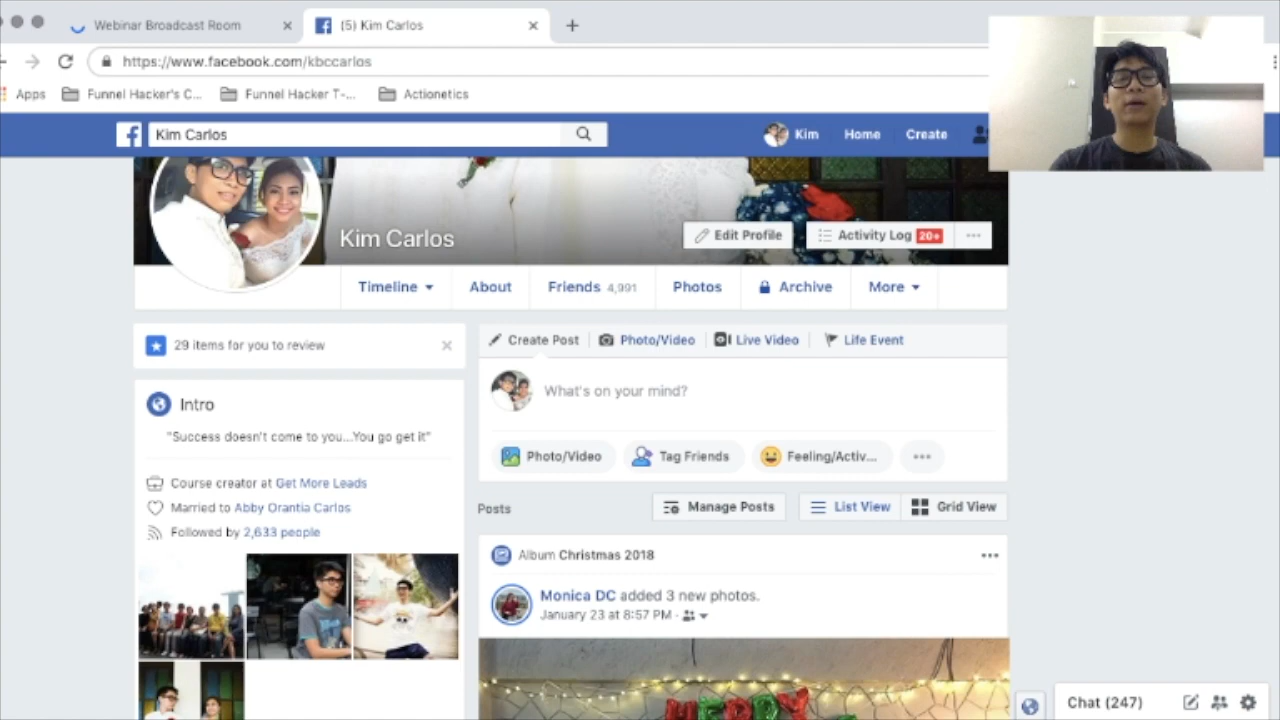 Webinar Broadcast Room
(5) Kim Carlos
https://www.facebook.com/kbccarlos
Apps
Funnel Hacker's C...
Funnel Hacker T-...
Actionetics
Kim Carlos
Kim
Home
Create
Kim Carlos
Edit Profile
Activity Log 20+
Timeline
About
Friends 4,991
Photos
Archive
More
29 items for you to review
Create Post
Photo/Video
Live Video
Life Event
What's on your mind?
Intro
"Success doesn't come to you...You go get it"
Photo/Video
Tag Friends
Feeling/Activ...
Course creator at Get More Leads
Married to Abby Orantia Carlos
Followed by 2,633 people
Posts
Manage Posts
List View
Grid View
Album Christmas 2018
Monica DC added 3 new photos.
January 23 at 8:57 PM
Chat (247)